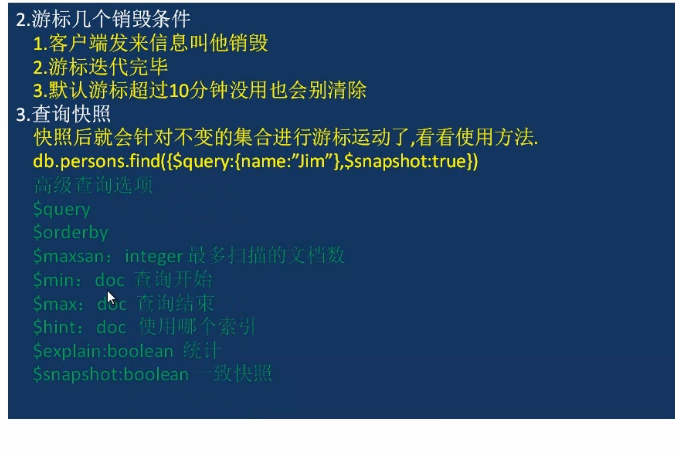 2.游标几个销毁条件
1.客户端发来信息叫他销毁
2.游标迭代完毕
3.默认游标超过10分钟没用也会别清除
3.查询快照
快照后就会针对不变的集合进行游标运动了,看看使用方法.
db.persons.find({$query:{name:”Jim”},$snapshot:true})
高级查询选项
$query
$orderby
$maxsan：integer 最多扫描的文档数
$min：doc 查询开始
$max：doc 查询结束
$hint：doc 使用哪个索引
$explain:boolean 统计
$snapshot:boolean 一致快照